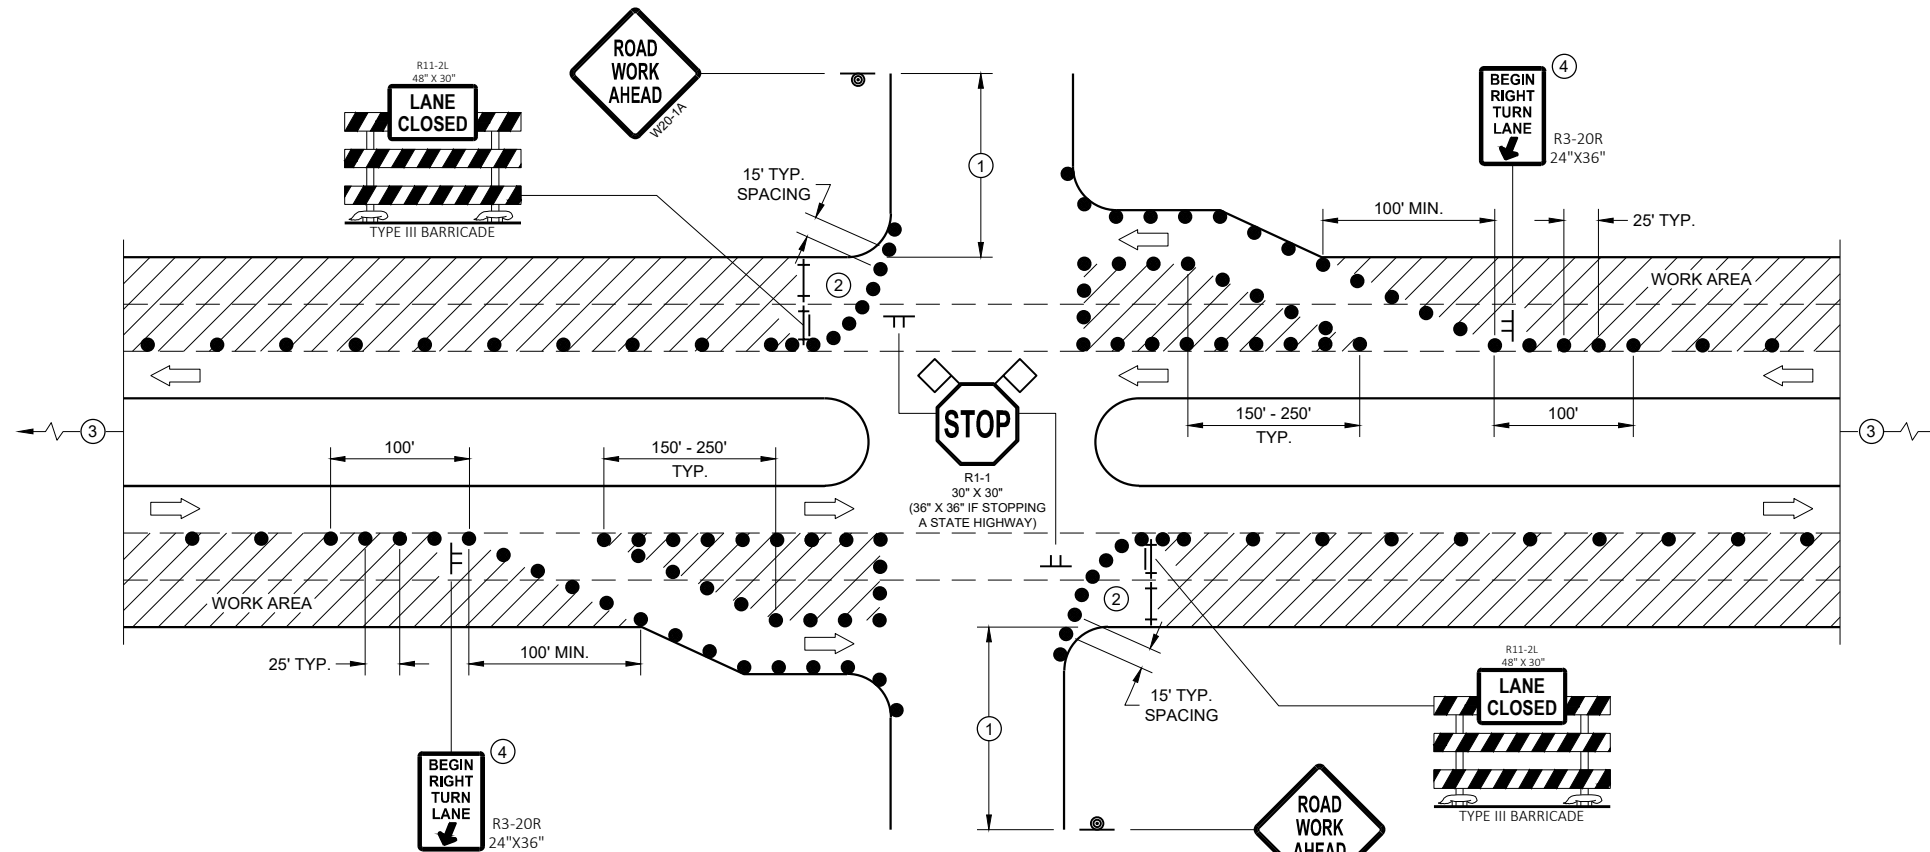 ROAD
WORK
AHEAD
W20-1A
R11-2L
48" X 30"
LANE
CLOSED
TYPE III BARRICADE
15' TYP.
SPACING
1
2
4
BEGIN
RIGHT
TURN
LANE
R3-20R
24"X36"
100' MIN.
25' TYP.
WORK AREA
3
STOP
R1-1
30" X 30"
(36" X 36" IF STOPPING
A STATE HIGHWAY)
150' - 250'
TYP.
100'
3
100'
150' - 250'
TYP.
WORK AREA
25' TYP.
100' MIN.
2
1
15' TYP.
SPACING
R11-2L
48" X 30"
LANE
CLOSED
TYPE III BARRICADE
4
BEGIN
RIGHT
TURN
LANE
R3-20R
24"X36"
ROAD
WORK
AHEAD